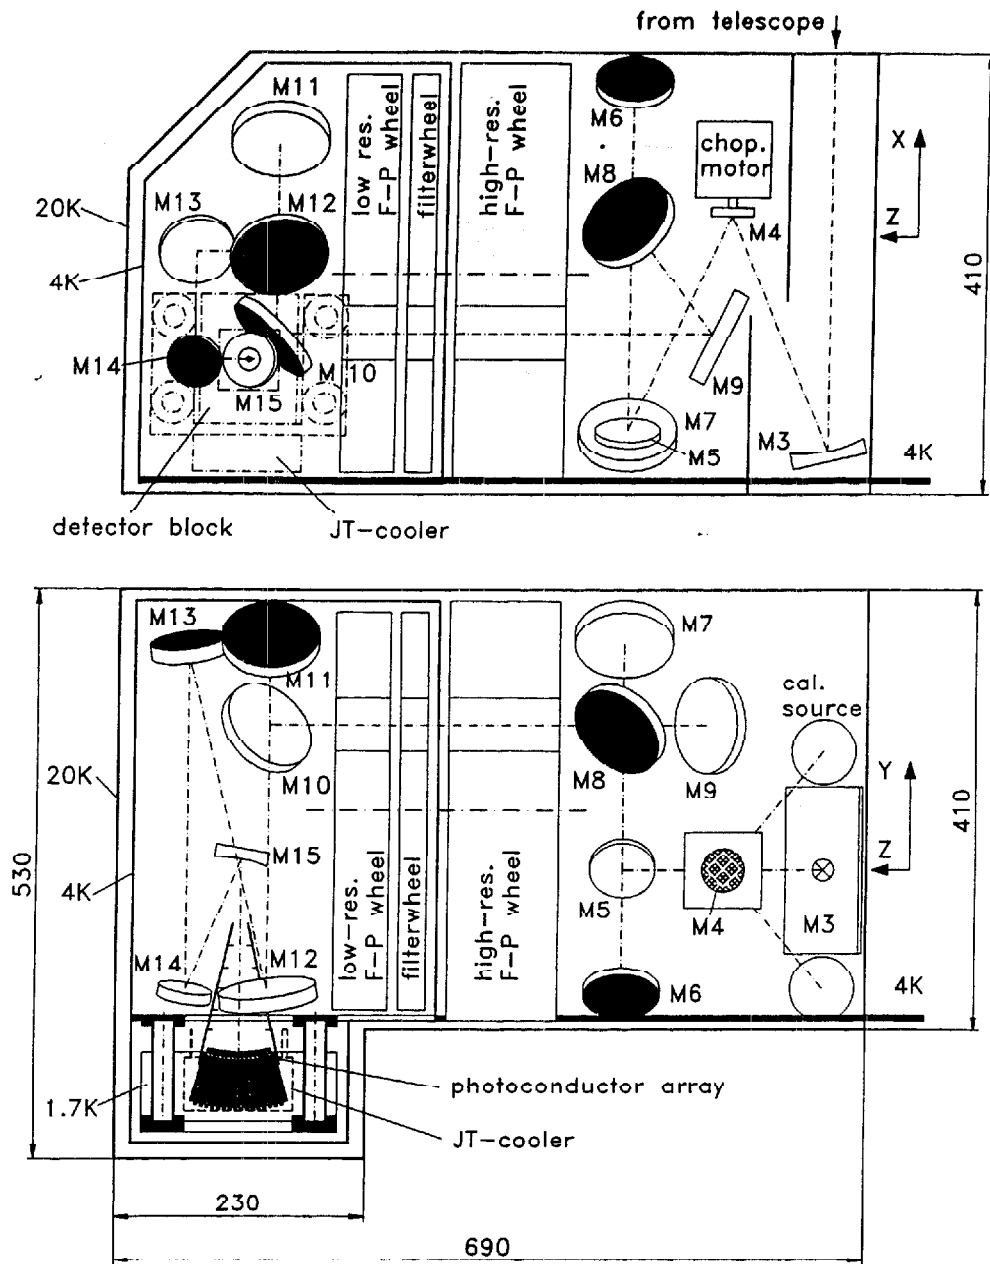 from telescope
M11
low res.
F-P wheel
filterwheel
high-res.
F-P wheel
M6
chop.
motor
X
M8
M13
M12
M4
Z
20K
4K
410
M14
M10
M9
M15
M7
M3
M5
4K
detector block
JT-cooler
M13
M7
M11
cal.
source
M10
M8
M9
Y
20K
410
Z
530
M15
4K
low-res.
F-P wheel
filterwheel
high-res.
F-P wheel
M5
M4
M3
M14
M12
M6
4K
photoconductor array
1.7K
JT-cooler
230
690